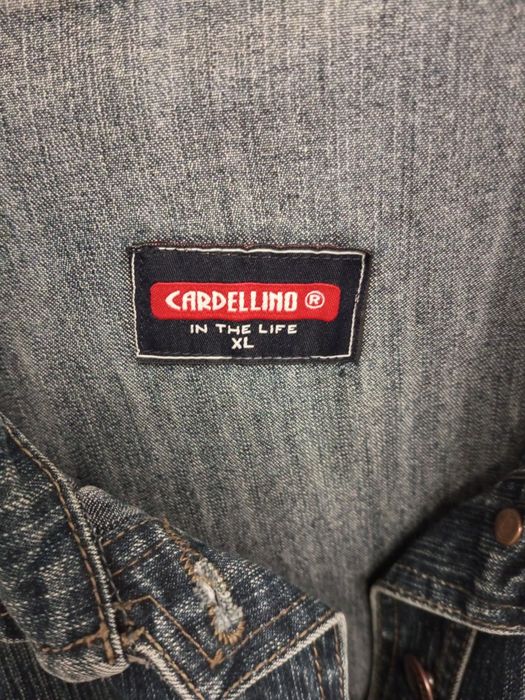 CARDELLINO ®
IN THE LIFE
XL